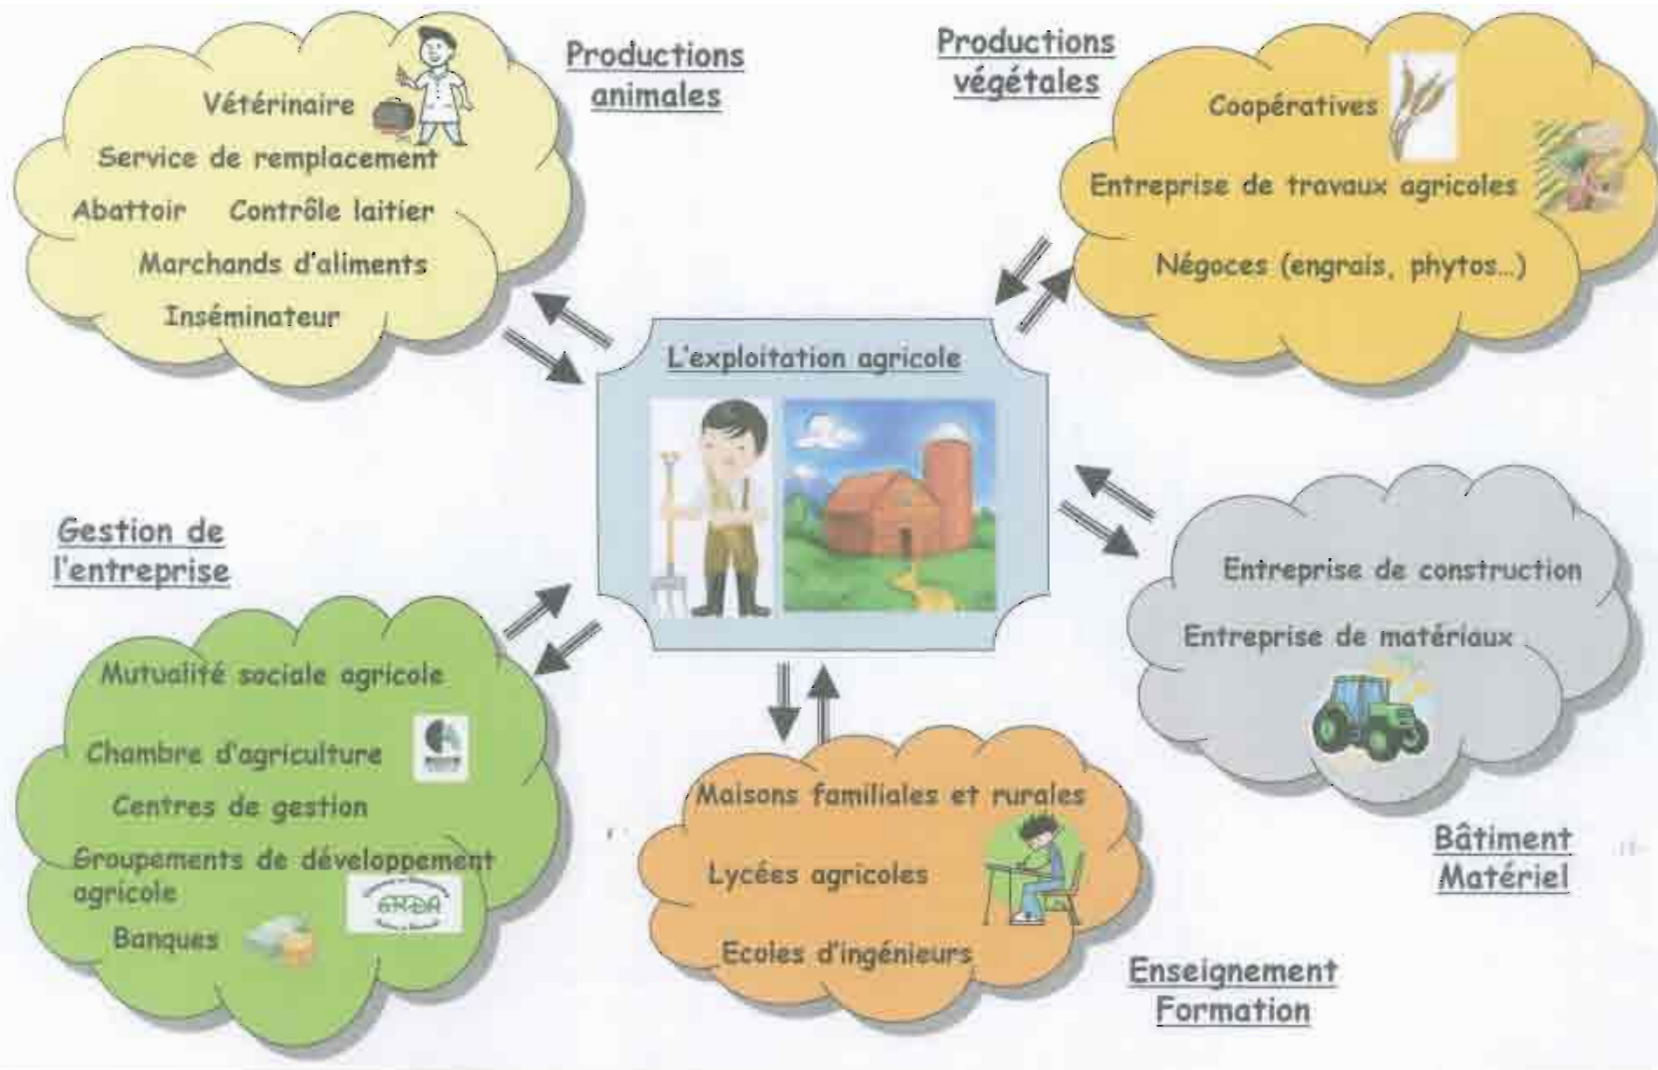 Productions
animales
Vétérinaire
Service de remplacement
Abattoir Contrôle laitier
Marchands d'aliments
Inséminateur
Productions
végétales
Coopératives
Entreprise de travaux agricoles
Négoces (engrais, phytos...)
L'exploitation agricole
Gestion de
l'entreprise
Mutualité sociale agricole
Chambre d'agriculture
Centres de gestion
Groupements de développement
agricole
Banques
Maisons familiales et rurales
Lycées agricoles
Ecoles d'ingénieurs
Enseignement
Formation
Entreprise de construction
Entreprise de matériaux
Bâtiment
Matériel